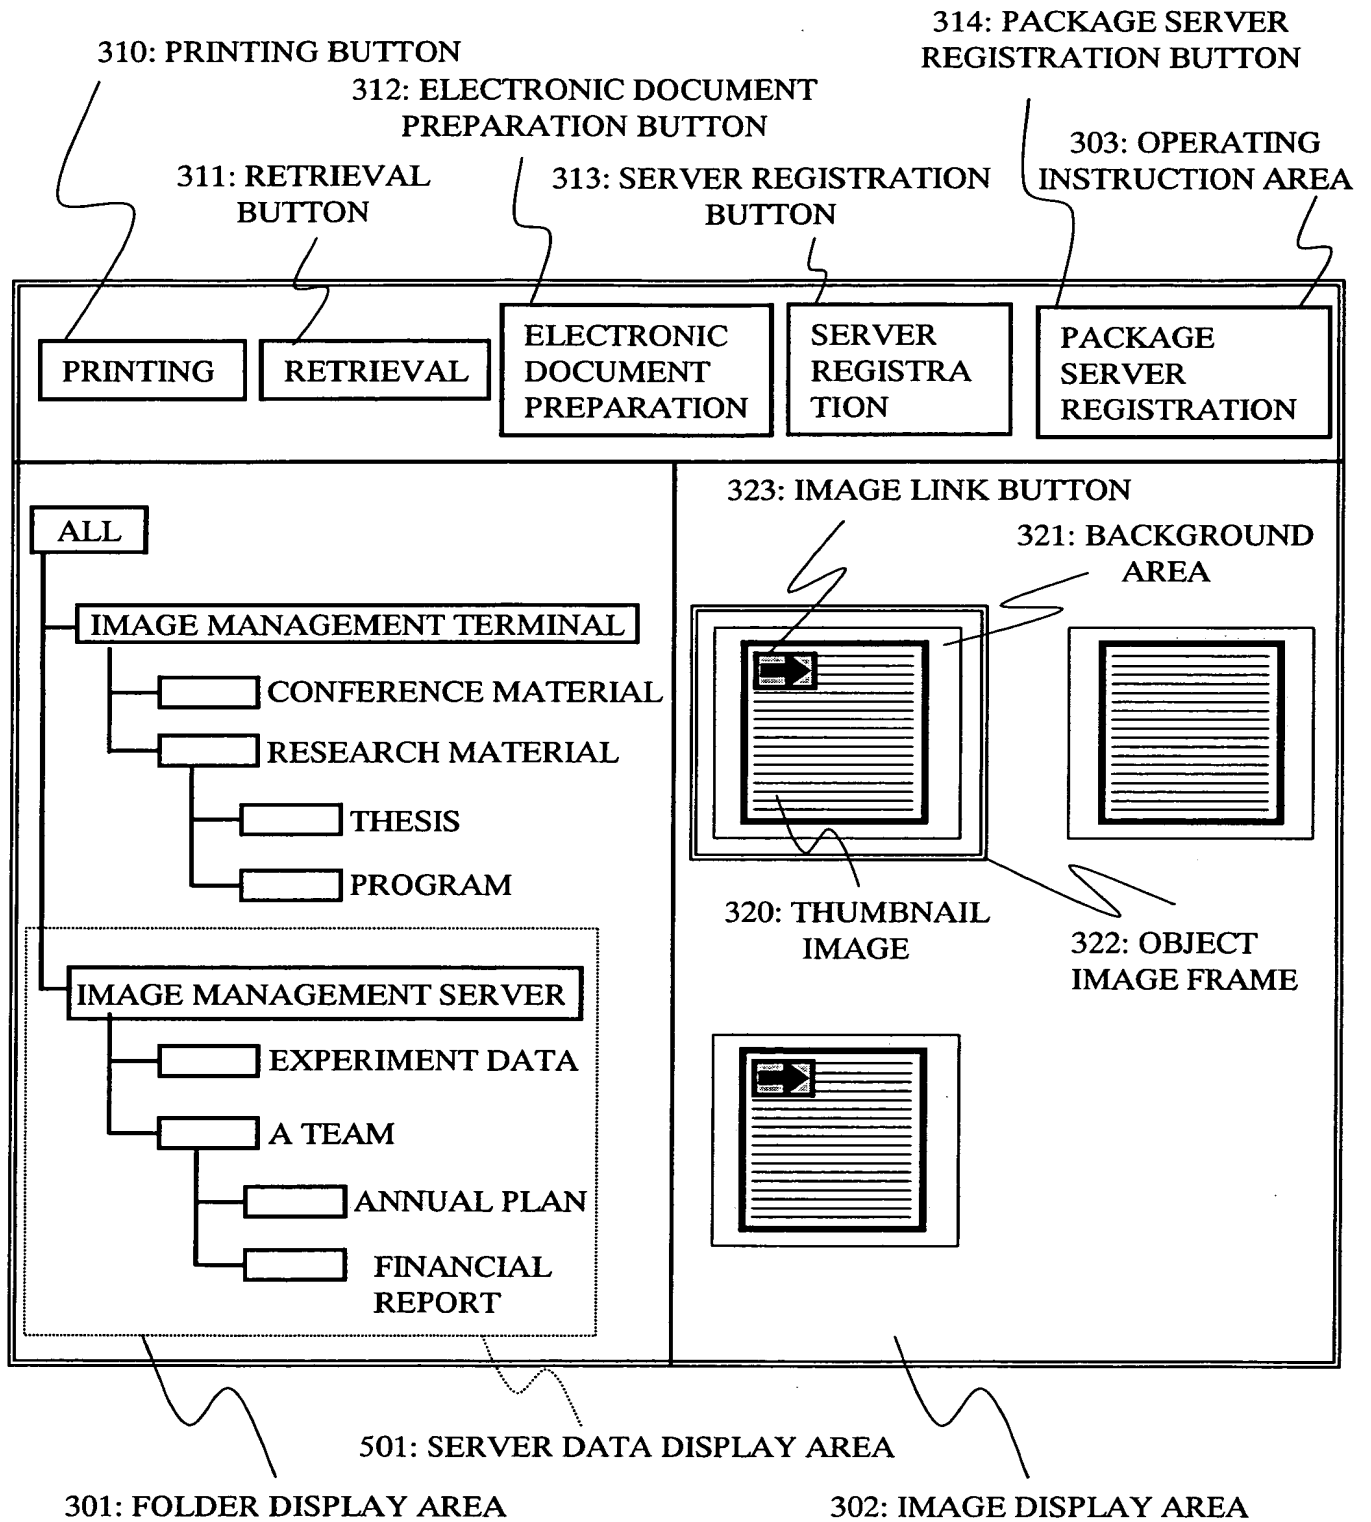 314: PACKAGE SERVER
REGISTRATION BUTTON
310: PRINTING BUTTON
312: ELECTRONIC DOCUMENT
PREPARATION BUTTON
303: OPERATING
INSTRUCTION AREA
311: RETRIEVAL
BUTTON
313: SERVER REGISTRATION
BUTTON
PRINTING
RETRIEVAL
ELECTRONIC
DOCUMENT
PREPARATION
SERVER
REGISTRA
TION
PACKAGE
SERVER
REGISTRATION
ALL
IMAGE MANAGEMENT TERMINAL
CONFERENCE MATERIAL
RESEARCH MATERIAL
THESIS
PROGRAM
IMAGE MANAGEMENT SERVER
EXPERIMENT DATA
A TEAM
ANNUAL PLAN
FINANCIAL
REPORT
323: IMAGE LINK BUTTON
321: BACKGROUND
AREA
320: THUMBNAIL
IMAGE
322: OBJECT
IMAGE FRAME
501: SERVER DATA DISPLAY AREA
301: FOLDER DISPLAY AREA
302: IMAGE DISPLAY AREA